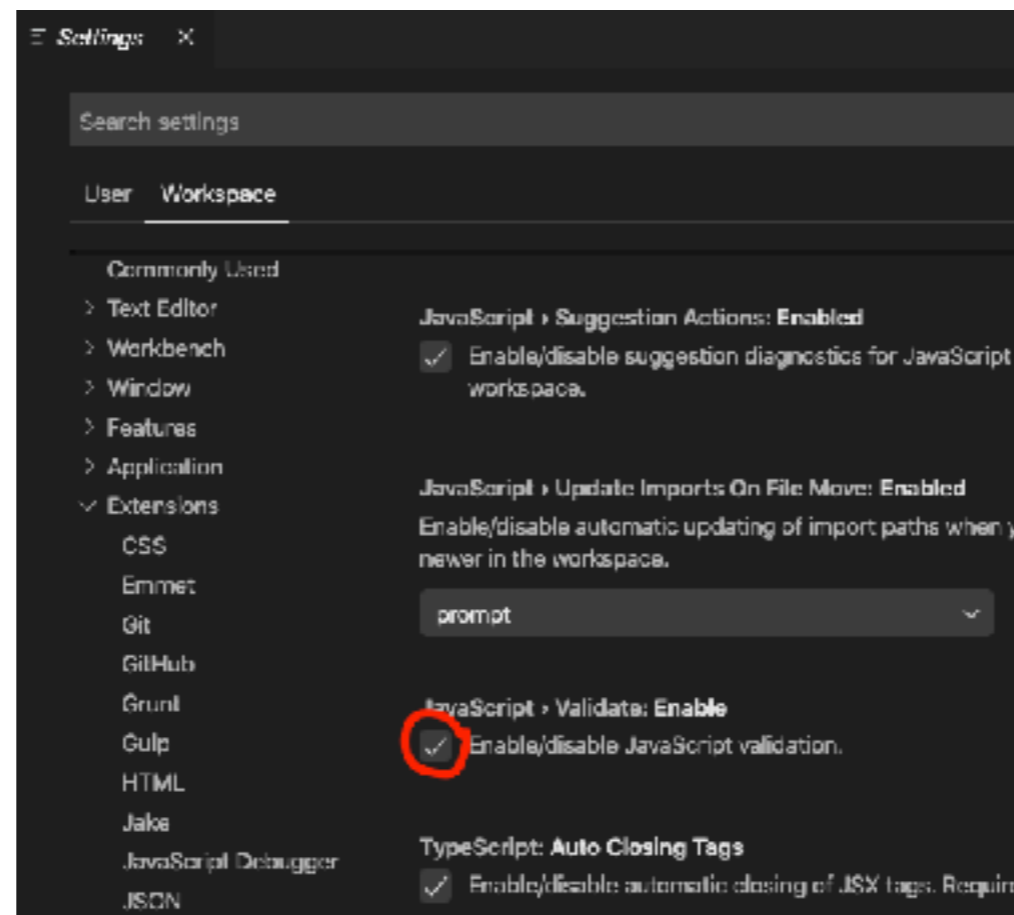 Settings
Search settings
User Workspace
Commonly Used
Text Editor
Workbench
Window
Features
Application
Extensions
CSS
Emmet
Git
GitHub
Grunt
Gulp
HTML
Jake
JavaScript Debugger
JSON
JavaScript › Suggestion Actions: Enabled
Enable/disable suggestion diagnostics for JavaScript
workspace.
JavaScript › Update Imports On File Move: Enabled
Enable/disable automatic updating of import paths when y
newer in the workspace.
prompt
JavaScript › Validate: Enable
Enable/disable JavaScript validation.
TypeScript: Auto Closing Tags
Enable/disable automatic closing of JSX tags. Requir